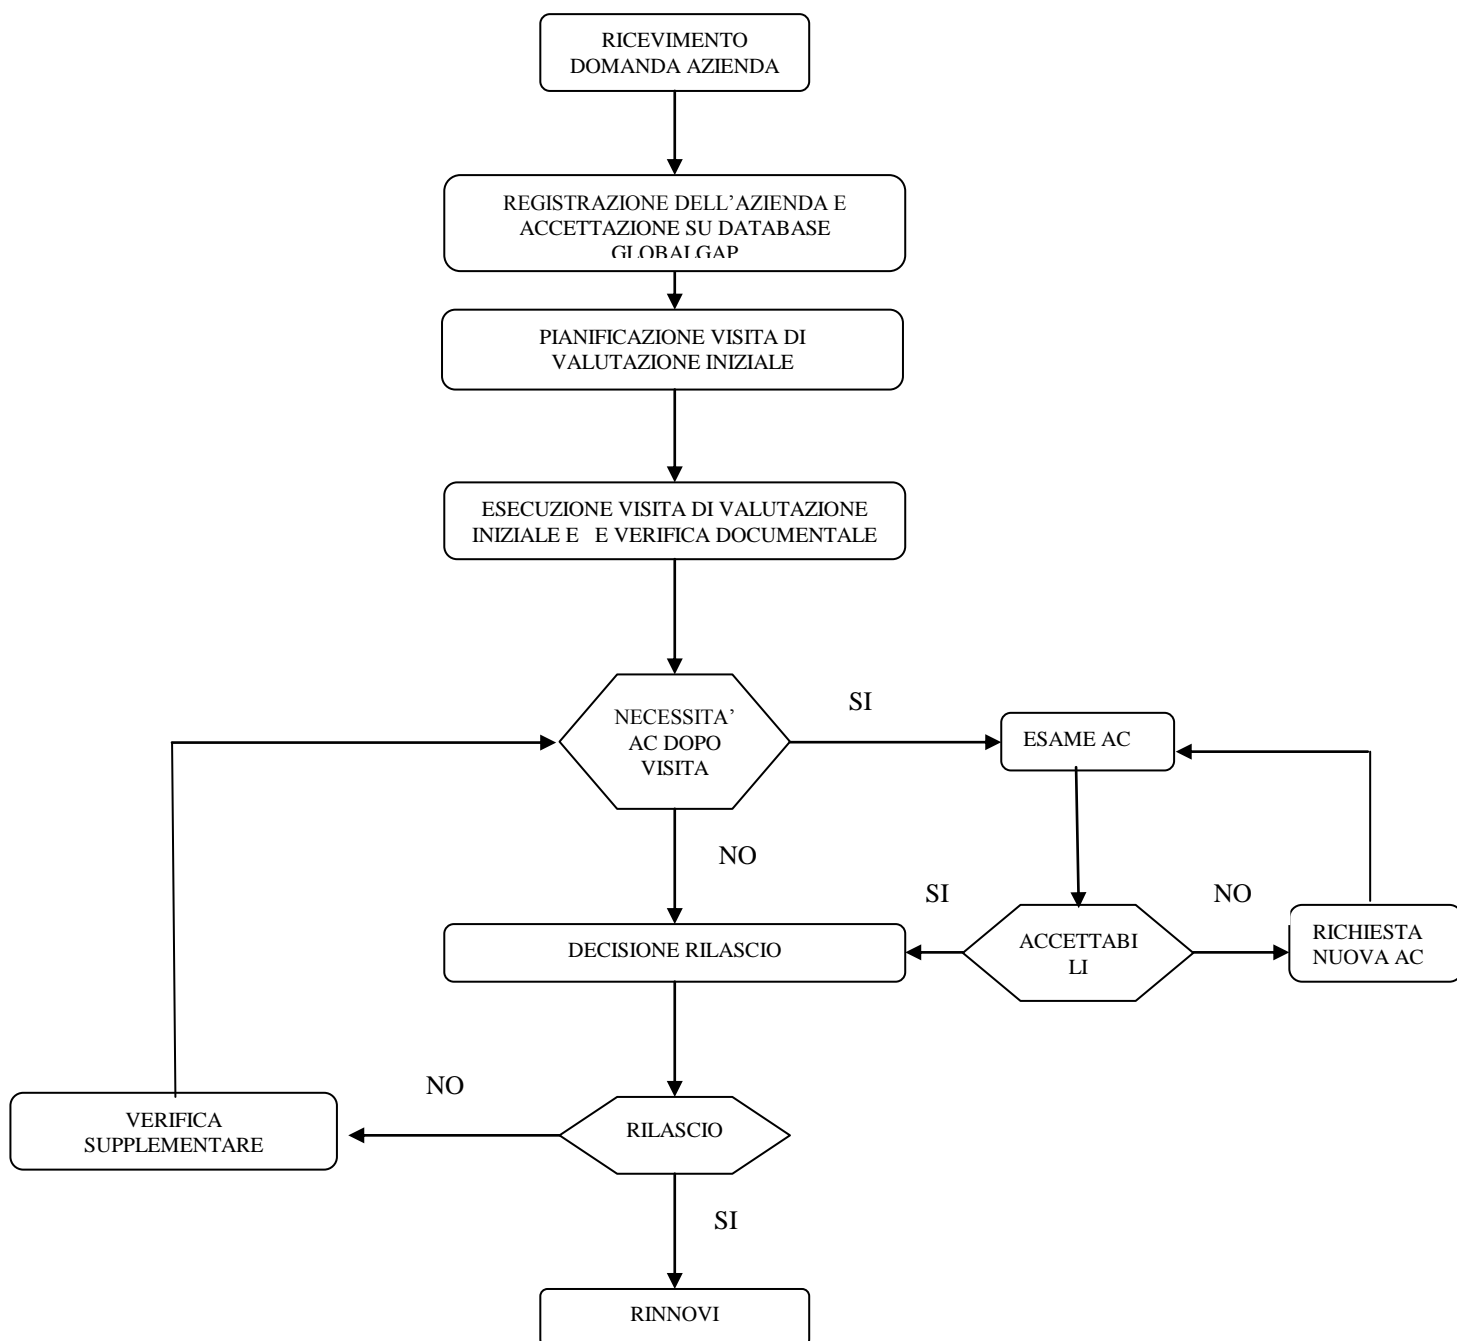 RICEVIMENTO
DOMANDA AZIENDA
REGISTRAZIONE DELL’AZIENDA E
ACCETTAZIONE SU DATABASE
GLOBALGAP
PIANIFICAZIONE VISITA DI
VALUTAZIONE INIZIALE
ESECUZIONE VISITA DI VALUTAZIONE
INIZIALE E E VERIFICA DOCUMENTALE
NECESSITA’
AC DOPO
VISITA
SI
ESAME AC
NO
SI
NO
DECISIONE RILASCIO
ACCETTABI
LI
RICHIESTA
NUOVA AC
NO
VERIFICA
SUPPLEMENTARE
RILASCIO
SI
RINNOVI